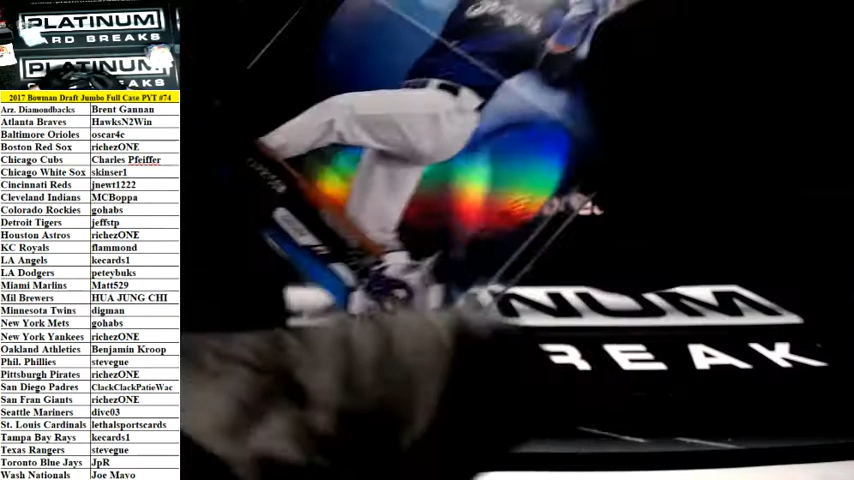 PLATINUM
ARD BREAKS
PLATINUM
BREAKS
2017 Bowman Draft Jumbo Full Case PYT #74
Arz. Diamondbacks Brent Gannan
Atlanta Braves HawksN2Win
Baltimore Orioles oscar4c
Boston Red Sox richezONE
Chicago Cubs Charles Pfeiffer
Chicago White Sox skinser1
Cincinnati Reds jnewt1222
Cleveland Indians MCBoppa
Colorado Rockies gohabs
Detroit Tigers jeffstp
Houston Astros richezONE
KC Royals flammond
LA Angels kecards1
LA Dodgers peteybuks
Miami Marlins Matt529
Mil Brewers HUA JUNG CHI
Minnesota Twins digman
New York Mets gohabs
New York Yankees richezONE
Oakland Athletics Benjamin Kroop
Phil. Phillies stevegue
Pittsburgh Pirates richezONE
San Diego Padres ClackClackPatieWac
San Fran Giants richezONE
Seattle Mariners divc03
St. Louis Cardinals lethalsportscards
Tampa Bay Rays kecards1
Texas Rangers stevegue
Toronto Blue Jays JpR
Wash Nationals Joe Mayo
NUM
REAK